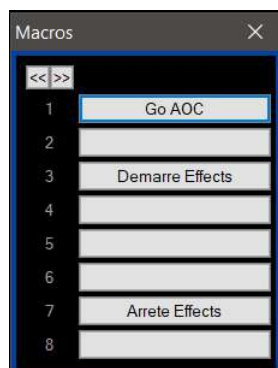 Macros
<< >>
1 Go AOC
2
3 Demarre Effects
4
5
6
7 Arrete Effects
8